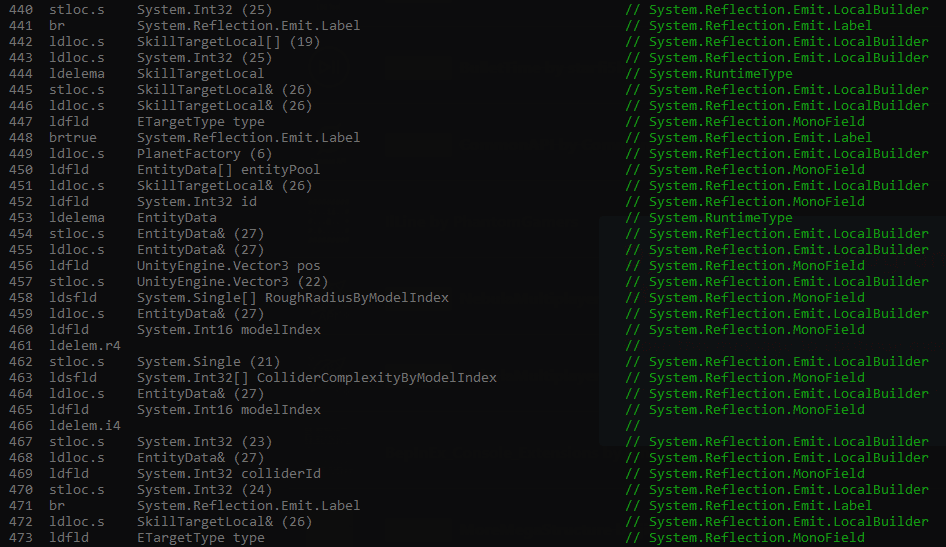 440 stloc.s System.Int32 (25) // System.Reflection.Emit.LocalBuilder
441 br System.Reflection.Emit.Label // System.Reflection.Emit.Label
442 ldloc.s SkillTargetLocal[] (19) // System.Reflection.Emit.LocalBuilder
443 ldloc.s System.Int32 (25) // System.Reflection.Emit.LocalBuilder
444 ldelema SkillTargetLocal // System.RuntimeType
445 stloc.s SkillTargetLocal& (26) // System.Reflection.Emit.LocalBuilder
446 ldloc.s SkillTargetLocal& (26) // System.Reflection.Emit.LocalBuilder
447 ldfld ETargetType type // System.Reflection.MonoField
448 brtrue System.Reflection.Emit.Label // System.Reflection.Emit.Label
449 ldloc.s PlanetFactory (6) // System.Reflection.Emit.LocalBuilder
450 ldfld EntityData[] entityPool // System.Reflection.MonoField
451 ldloc.s SkillTargetLocal& (26) // System.Reflection.Emit.LocalBuilder
452 ldfld System.Int32 id // System.Reflection.MonoField
453 ldelema EntityData // System.RuntimeType
454 stloc.s EntityData& (27) // System.Reflection.Emit.LocalBuilder
455 ldloc.s EntityData& (27) // System.Reflection.Emit.LocalBuilder
456 ldfld UnityEngine.Vector3 pos // System.Reflection.MonoField
457 stloc.s UnityEngine.Vector3 (22) // System.Reflection.Emit.LocalBuilder
458 ldsfld System.Single[] RoughRadiusByModelIndex // System.Reflection.MonoField
459 ldloc.s EntityData& (27) // System.Reflection.Emit.LocalBuilder
460 ldfld System.Int16 modelIndex // System.Reflection.MonoField
461 ldelem.r4 //
462 stloc.s System.Single (21) // System.Reflection.Emit.LocalBuilder
463 ldsfld System.Int32[] ColliderComplexityByModelIndex // System.Reflection.MonoField
464 ldloc.s EntityData& (27) // System.Reflection.Emit.LocalBuilder
465 ldfld System.Int16 modelIndex // System.Reflection.MonoField
466 ldelem.i4 //
467 stloc.s System.Int32 (23) // System.Reflection.Emit.LocalBuilder
468 ldloc.s EntityData& (27) // System.Reflection.Emit.LocalBuilder
469 ldfld System.Int32 colliderId // System.Reflection.MonoField
470 stloc.s System.Int32 (24) // System.Reflection.Emit.LocalBuilder
471 br System.Reflection.Emit.Label // System.Reflection.Emit.Label
472 ldloc.s SkillTargetLocal& (26) // System.Reflection.Emit.LocalBuilder
473 ldfld ETargetType type // System.Reflection.MonoField